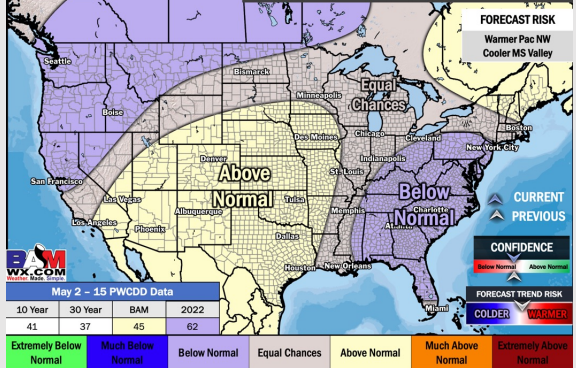 FORECAST RISK
Warmer Pac NW
Cooler MS Valley
Seattle
Bismarck
Equal
Chances
Minneapolis
Boise
Boston
Des Moines
Chicago
Cleveland
New York City
Denver
Indianapolis
San Francisco
Above
Normal
St. Louis
Below
Normal
Las Vegas
Tulsa
CURRENT
Los Angeles
Albuquerque
Memphis
Charlotte
PREVIOUS
Phoenix
Atlanta
Dallas
CONFIDENCE
BAM
WX.COM
Weather. Made. Simple.
Houston
New Orleans
Below Normal
Above Normal
May 2 – 15 PWCDD Data
FORECAST TREND RISK
10 Year
30 Year
BAM
2022
Miami
COLDER
WARMER
41
37
45
62
Extremely Below
Normal
Much Below
Normal
Below Normal
Equal Chances
Above Normal
Much Above
Normal
Extremely Above
Normal